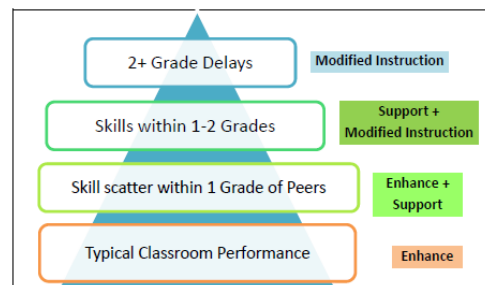 2+ Grade Delays
Modified Instruction
Skills within 1-2 Grades
Support +
Modified Instruction
Skill scatter within 1 Grade of Peers
Enhance +
Support
Typical Classroom Performance
Enhance